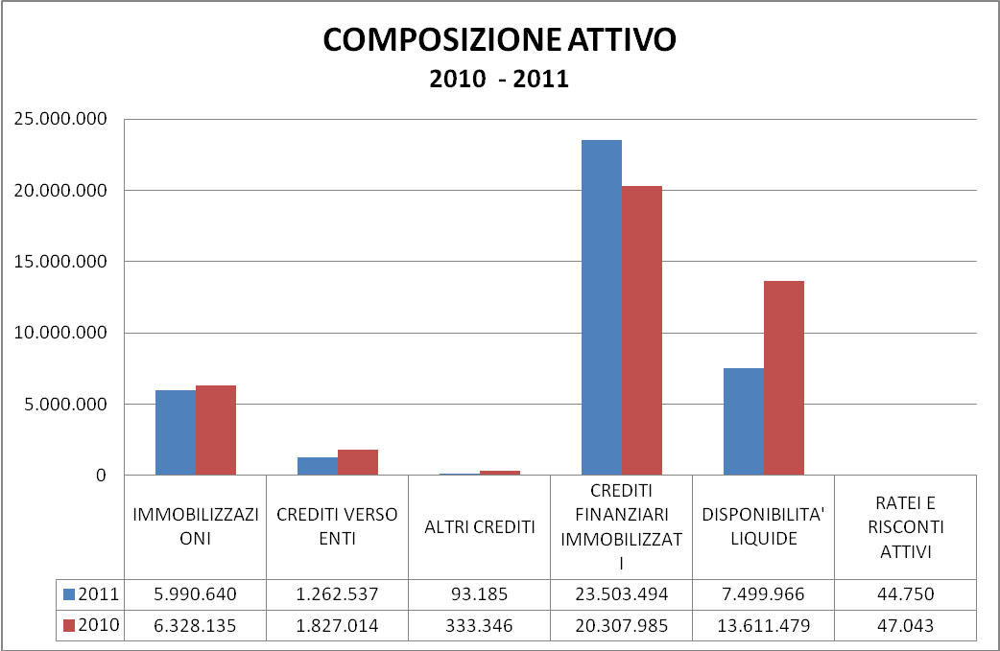 COMPOSIZIONE ATTIVO
2010 - 2011
25.000.000
20.000.000
15.000.000
10.000.000
5.000.000
0
IMMOBILIZZAZI
ONI
CREDITI VERSO
ENTI
ALTRI CREDITI
CREDITI
FINANZIARI
IMMOBILIZZAT
I
DISPONIBILITA'
LIQUIDE
RATEI E
RISCONTI
ATTIVI
2011 5.990.640 1.262.537 93.185 23.503.494 7.499.966 44.750
2010 6.328.135 1.827.014 333.346 20.307.985 13.611.479 47.043